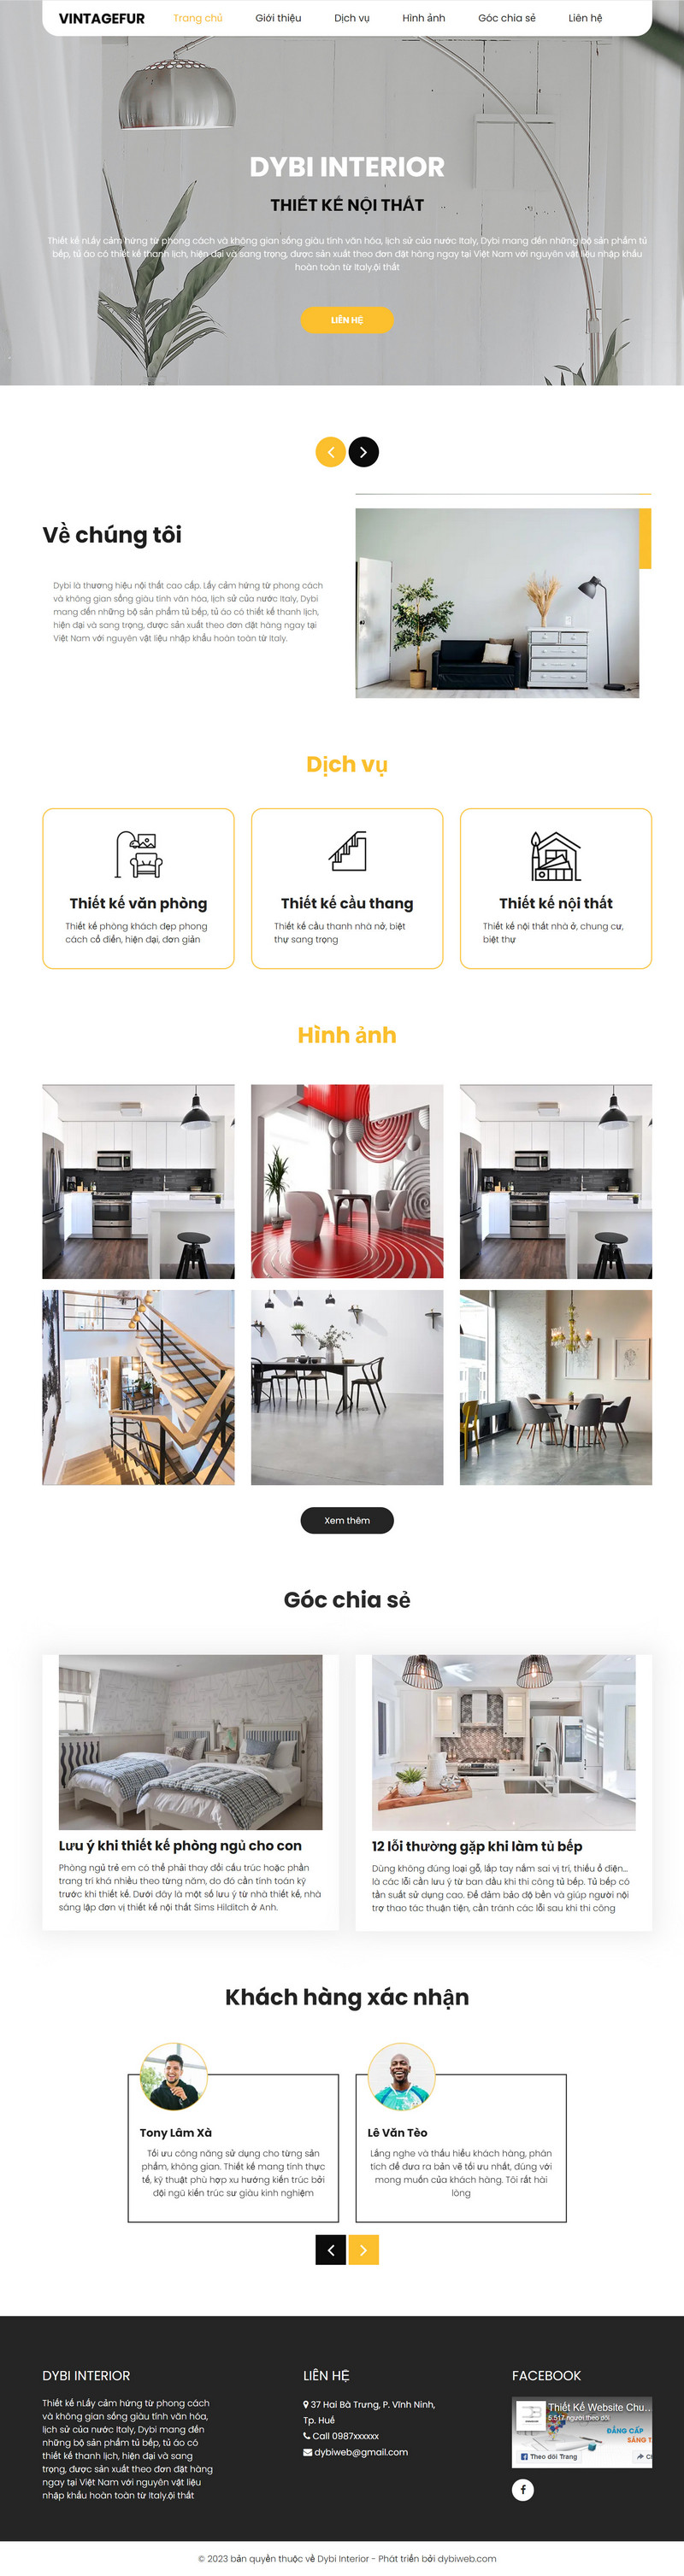 VINTAGEFUR Trang chủ Giới thiệu Dịch vụ Hình ảnh Góc chia sẻ Liên hệ
DYBI INTERIOR
THIẾT KẾ NỘI THẤT
Thiết kế nLấy cảm hứng từ phong cách và không gian sống giàu tính văn hóa, lịch sử của nước Italy, Dybi mang đến những bộ sản phẩm tủ
bếp, tủ áo có thiết kế thanh lịch, hiện đại và sang trọng, được sản xuất theo đơn đặt hàng ngay tại Việt Nam với nguyên vật liệu nhập khẩu
hoàn toàn từ Italy.ội thất
LIÊN HỆ
Về chúng tôi
Dybi là thương hiệu nội thất cao cấp. Lấy cảm hứng từ phong cách
và không gian sống giàu tính văn hóa, lịch sử của nước Italy, Dybi
mang đến những bộ sản phẩm tủ bếp, tủ áo có thiết kế thanh lịch,
hiện đại và sang trọng, được sản xuất theo đơn đặt hàng ngay tại
Việt Nam với nguyên vật liệu nhập khẩu hoàn toàn từ Italy.
Dịch vụ
Thiết kế văn phòng
Thiết kế phòng khách đẹp phong
cách cổ điển, hiện đại, đơn giản
Thiết kế cầu thang
Thiết kế cầu thanh nhà nở, biệt
thự sang trọng
Thiết kế nội thất
Thiết kế nội thất nhà ở, chung cư,
biệt thự
Hình ảnh
Xem thêm
Góc chia sẻ
Lưu ý khi thiết kế phòng ngủ cho con
Phòng ngủ trẻ em có thể phải thay đổi cấu trúc hoặc phần
trang trí khá nhiều theo từng năm, do đó cần tính toán kỹ
trước khi thiết kế. Dưới đây là một số lưu ý từ nhà thiết kế, nhà
sáng lập đơn vị thiết kế nội thất Sims Hilditch ở Anh.
12 lỗi thường gặp khi làm tủ bếp
Dùng không đúng loại gỗ, lắp tay nắm sai vị trí, thiếu ổ điện...
là các lỗi cần lưu ý từ ban đầu khi thi công tủ bếp. Tủ bếp có
tần suất sử dụng cao. Để đảm bảo độ bền và giúp người nội
trợ thao tác thuận tiện, cần tránh các lỗi sau khi thi công
Khách hàng xác nhận
Tony Lâm Xà
Tối ưu công năng sử dụng cho từng sản
phẩm, không gian. Thiết kế mang tính thực
tế, kỹ thuật phù hợp xu hướng kiến trúc bởi
đội ngũ kiến trúc sư giàu kinh nghiệm
Lê Văn Tèo
Lắng nghe và thấu hiểu khách hàng, phân
tích để đưa ra bản vẽ tối ưu nhất, đúng với
mong muốn của khách hàng. Tôi rất hài
lòng
DYBI INTERIOR
Thiết kế nLấy cảm hứng từ phong cách
và không gian sống giàu tính văn hóa,
lịch sử của nước Italy, Dybi mang đến
những bộ sản phẩm tủ bếp, tủ áo có
thiết kế thanh lịch, hiện đại và sang
trọng, được sản xuất theo đơn đặt hàng
ngay tại Việt Nam với nguyên vật liệu
nhập khẩu hoàn toàn từ Italy.ội thất
LIÊN HỆ
37 Hai Bà Trưng, P. Vĩnh Ninh,
Tp. Huế
Call 0987xxxxxx
dybiweb@gmail.com
FACEBOOK
Thiết Kế Website Chu...
5.517 người theo dõi
ĐẲNG CẤP
SÁNG T
Theo dõi Trang
© 2023 bản quyền thuộc về Dybi Interior - Phát triển bởi dybiweb.com